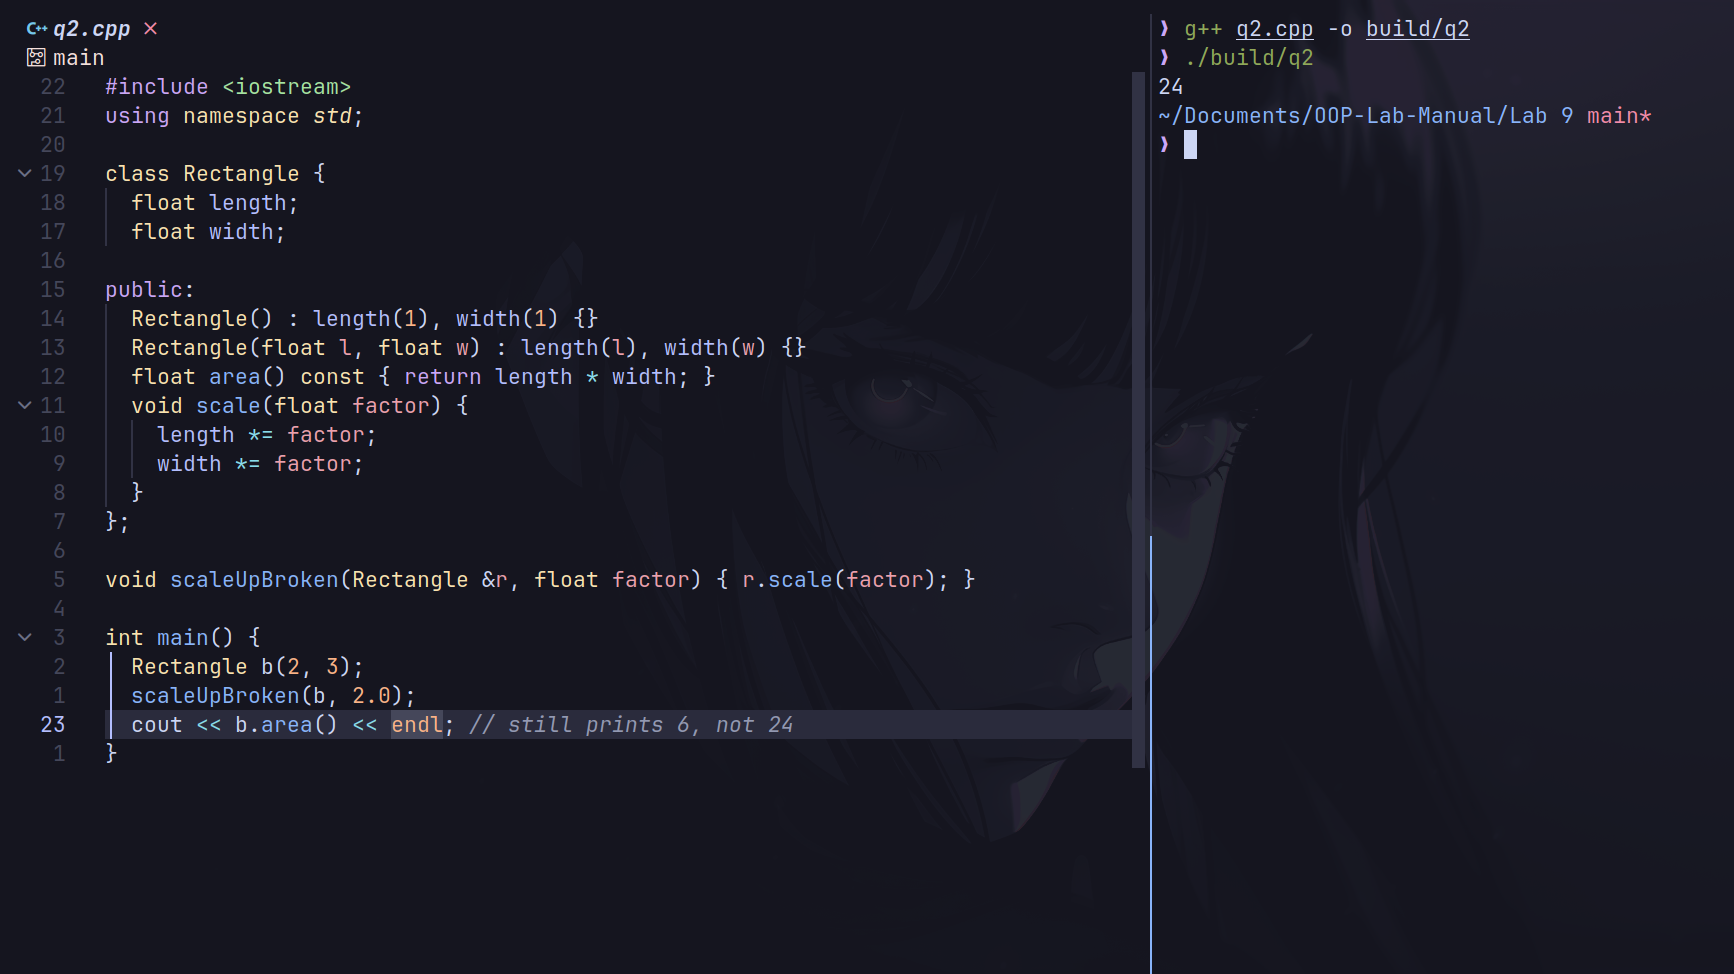 C++ q2.cpp ×
main
22 #include <iostream>
21 using namespace std;
20
19 class Rectangle {
18 float length;
17 float width;
16
15 public:
14 Rectangle() : length(1), width(1) {}
13 Rectangle(float l, float w) : length(l), width(w) {}
12 float area() const { return length * width; }
11 void scale(float factor) {
10 length *= factor;
9 width *= factor;
8 }
7 };
6
5 void scaleUpBroken(Rectangle &r, float factor) { r.scale(factor); }
4
3 int main() {
2 Rectangle b(2, 3);
1 scaleUpBroken(b, 2.0);
23 cout << b.area() << endl; // still prints 6, not 24
1 }
❯ g++ q2.cpp -o build/q2
❯ ./build/q2
24
~/Documents/OOP-Lab-Manual/Lab 9 main*
❯